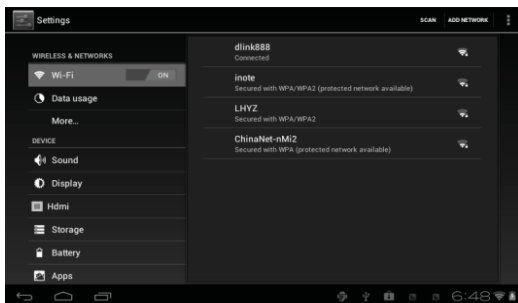 Settings
SCAN
ADD NETWORK
WIRELESS & NETWORKS
Wi-Fi
ON
Data usage
More...
DEVICE
Sound
Display
Hdmi
Storage
Battery
Apps
dlink888
Connected
inote
Secured with WPA/WPA2 (protected network available)
LHYZ
Secured with WPA/WPA2
ChinaNet-nMi2
Secured with WPA (protected network available)
6:48